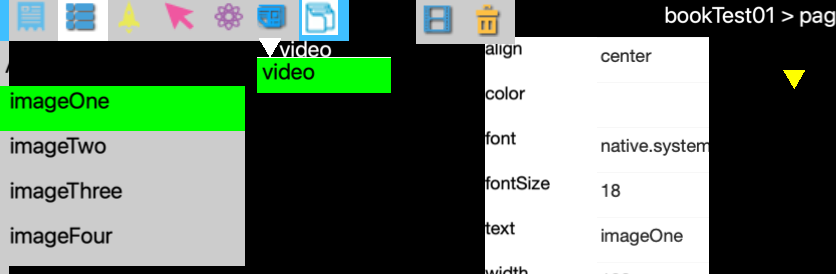 bookTest01 > pag
video
video
imageOne
imageTwo
imageThree
imageFour
align center
color
font native.system
fontSize 18
text imageOne
width